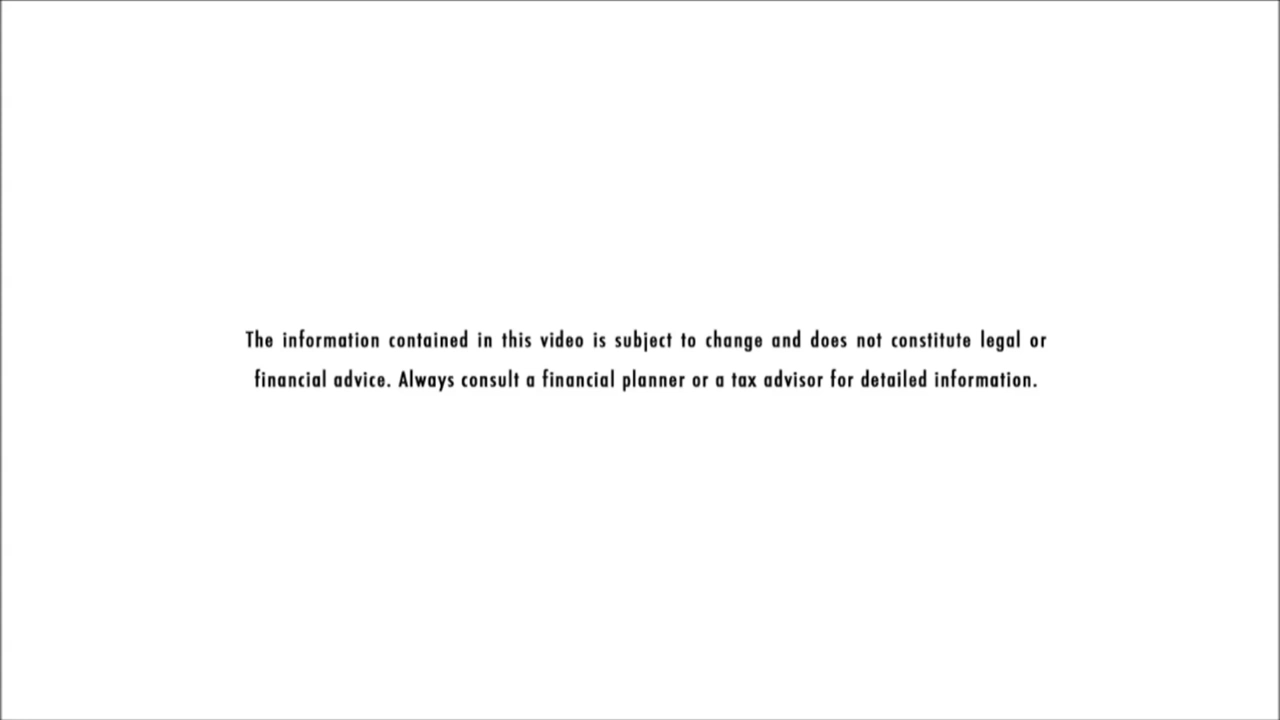 The information contained in this video is subject to change and does not constitute legal or
financial advice. Always consult a financial planner or a tax advisor for detailed information.